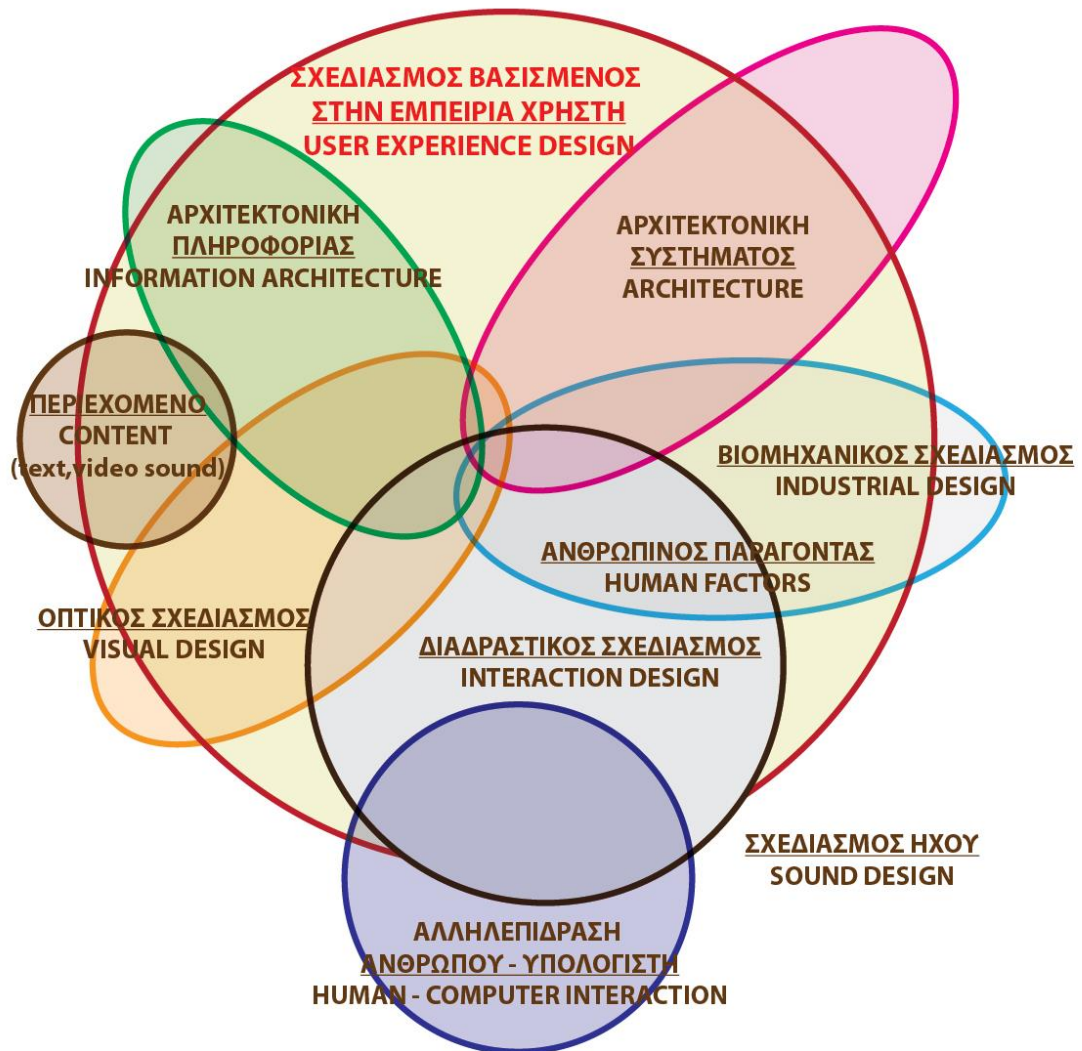 ΣΧΕΔΙΑΣΜΟΣ ΒΑΣΙΣΜΕΝΟΣ
ΣΤΗΝ ΕΜΠΕΙΡΙΑ ΧΡΗΣΤΗ
USER EXPERIENCE DESIGN
ΑΡΧΙΤΕΚΤΟΝΙΚΗ
ΠΛΗΡΟΦΟΡΙΑΣ
INFORMATION ARCHITECTURE
ΑΡΧΙΤΕΚΤΟΝΙΚΗ
ΣΥΣΤΗΜΑΤΟΣ
ARCHITECTURE
ΠΕΡΙΕΧΟΜΕΝΟ
CONTENT
(text,video sound)
ΒΙΟΜΗΧΑΝΙΚΟΣ ΣΧΕΔΙΑΣΜΟΣ
INDUSTRIAL DESIGN
ΑΝΘΡΩΠΙΝΟΣ ΠΑΡΑΓΟΝΤΑΣ
HUMAN FACTORS
ΟΠΤΙΚΟΣ ΣΧΕΔΙΑΣΜΟΣ
VISUAL DESIGN
ΔΙΑΔΡΑΣΤΙΚΟΣ ΣΧΕΔΙΑΣΜΟΣ
INTERACTION DESIGN
ΣΧΕΔΙΑΣΜΟΣ ΗΧΟΥ
SOUND DESIGN
ΑΛΛΗΛΕΠΙΔΡΑΣΗ
ΑΝΘΡΩΠΟΥ - ΥΠΟΛΟΓΙΣΤΗ
HUMAN - COMPUTER INTERACTION